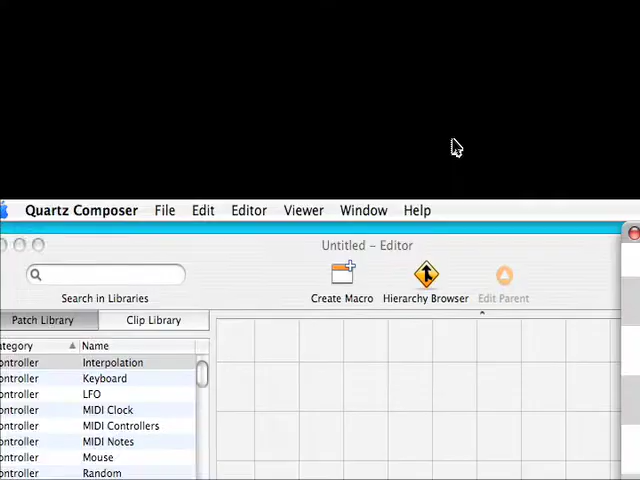 Quartz Composer File Edit Editor Viewer Window Help
Untitled – Editor
Search in Libraries Create Macro Hierarchy Browser Edit Parent
Patch Library Clip Library
ategory Name
ontroller Interpolation
ontroller Keyboard
ontroller LFO
ontroller MIDI Clock
ontroller MIDI Controllers
ontroller MIDI Notes
ontroller Mouse
ontroller Random